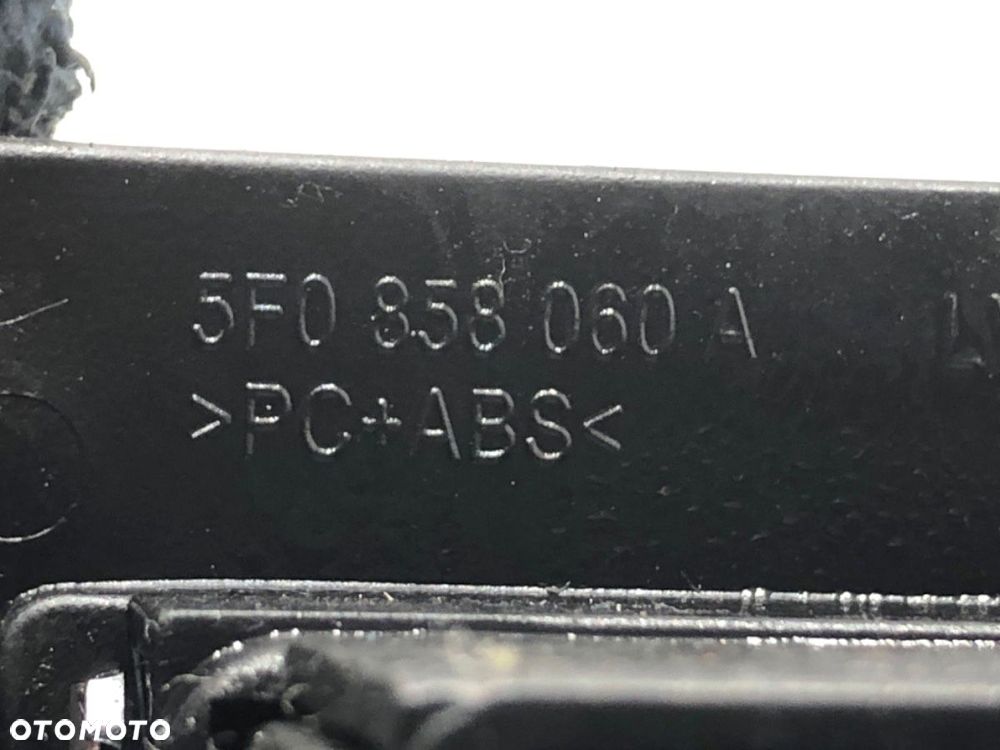 5F0 858 060 A
>PC+ABS<
OTOMOTO